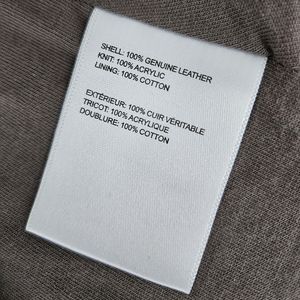 SHELL: 100% GENUINE LEATHER
KNIT: 100% ACRYLIC
LINING: 100% COTTON
EXTÉRIEUR: 100% CUIR VÉRITABLE
TRICOT: 100% ACRYLIQUE
DOUBLURE: 100% COTTON